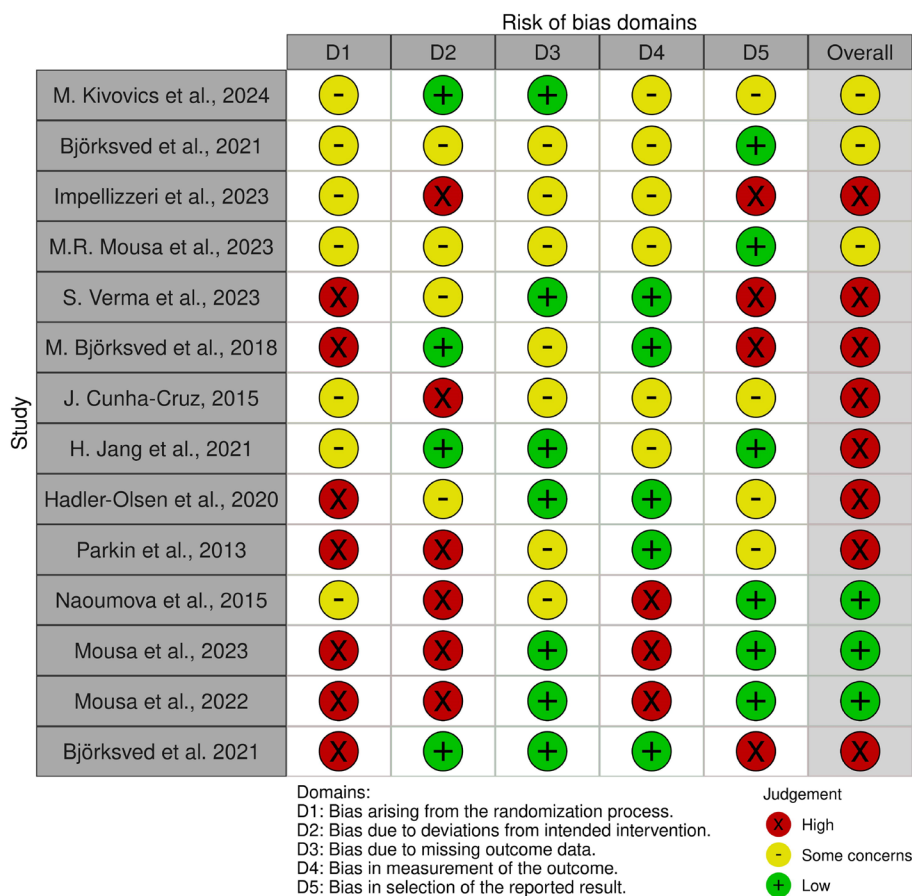 Risk of bias domains
D1 D2 D3 D4 D5 Overall
M. Kivovics et al., 2024 - + + - - -
Björksved et al., 2021 - - - - + -
Impellizzeri et al., 2023 - X - - X X
M.R. Mousa et al., 2023 - - - - + -
S. Verma et al., 2023 X - + + X X
M. Björksved et al., 2018 X + - + X X
J. Cunha-Cruz, 2015 - X - - - X
H. Jang et al., 2021 - + + - + X
Hadler-Olsen et al., 2020 X - + + - X
Parkin et al., 2013 X X - + - X
Naoumova et al., 2015 - X - X + +
Mousa et al., 2023 X X + X + +
Mousa et al., 2022 X X + X + +
Björksved et al. 2021 X + + + X X
Study
Domains:
D1: Bias arising from the randomization process.
D2: Bias due to deviations from intended intervention.
D3: Bias due to missing outcome data.
D4: Bias in measurement of the outcome.
D5: Bias in selection of the reported result.
Judgement
X High
- Some concerns
+ Low